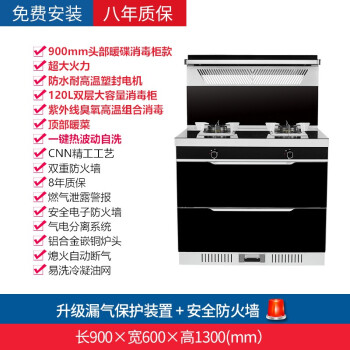 免费安装 八年质保
900mm头部暖碟消毒柜款
超大火力
防水耐高温塑封电机
120L双层大容量消毒柜
紫外线臭氧高温组合消毒
顶部暖菜
一键热波动自洗
CNN精工工艺
双重防火墙
8年质保
燃气泄露警报
安全电子防火墙
气电分离系统
铝合金嵌铜炉头
熄火自动断气
易洗冷凝油网
升级漏气保护装置+安全防火墙
长900×宽600×高1300(mm)